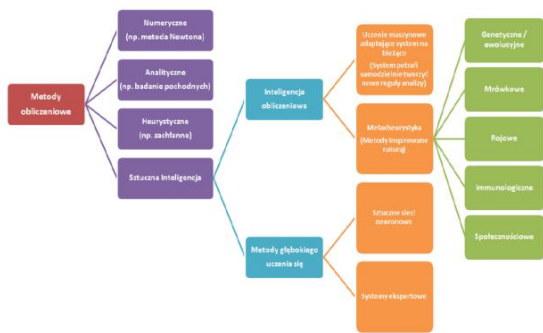 Metody
obliczeniowe
Numeryczne
(np. metoda Newtona)
Analityczne
(np. badanie pochodnych)
Heurystyczne
(np. zachłanne)
Sztuczna Inteligencja
Inteligencja
obliczeniowa
Metody głębokiego
uczenia się
Uczenie maszynowe
adaptujące system na
bieżąco
(System potrafi
samodzielnie tworzyć
nowe reguły analizy)
Metaheurystyka
(Metody inspirowane
naturą)
Sztuczne sieci
neuronowe
Systemy ekspertowe
Genetyczne /
ewolucyjne
Mrówkowe
Rojowe
Immunologiczne
Społecznościowe